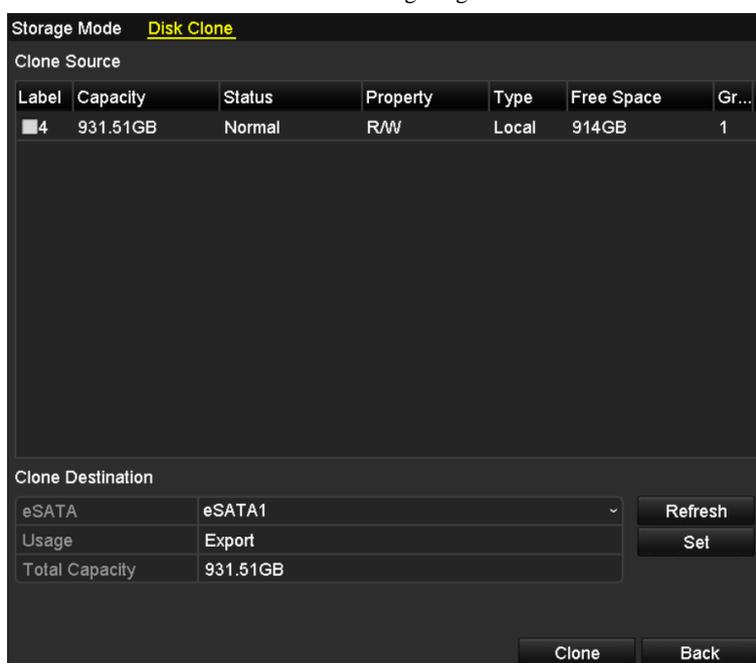 Storage Mode Disk Clone
Clone Source
Label Capacity Status Property Type Free Space Gr...
4 931.51GB Normal R/W Local 914GB 1
Clone Destination
eSATA eSATA1 Refresh
Usage Export Set
Total Capacity 931.51GB
Clone Back